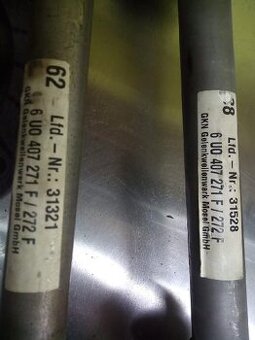 62
Lfd. - Nr.: 31321
6 U0 407 271 F / 272 F
GKN Gelenkwellenwerk Mosel GmbH
68
Lfd. - Nr.: 31528
6 U0 407 271 F / 272 F
GKN Gelenkwellenwerk Mosel GmbH